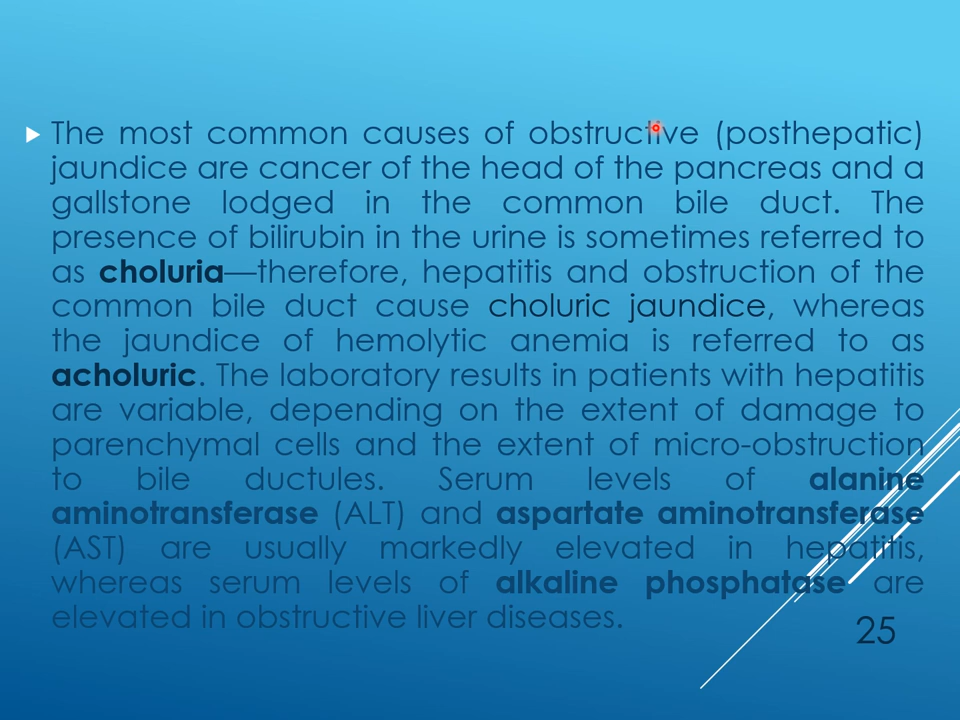 The most common causes of obstructive (posthepatic)
jaundice are cancer of the head of the pancreas and a
gallstone lodged in the common bile duct. The
presence of bilirubin in the urine is sometimes referred to
as choluria—therefore, hepatitis and obstruction of the
common bile duct cause choluric jaundice, whereas
the jaundice of hemolytic anemia is referred to as
acholuric. The laboratory results in patients with hepatitis
are variable, depending on the extent of damage to
parenchymal cells and the extent of micro-obstruction
to bile ductules. Serum levels of alanine
aminotransferase (ALT) and aspartate aminotransferase
(AST) are usually markedly elevated in hepatitis,
whereas serum levels of alkaline phosphatase are
elevated in obstructive liver diseases.
25